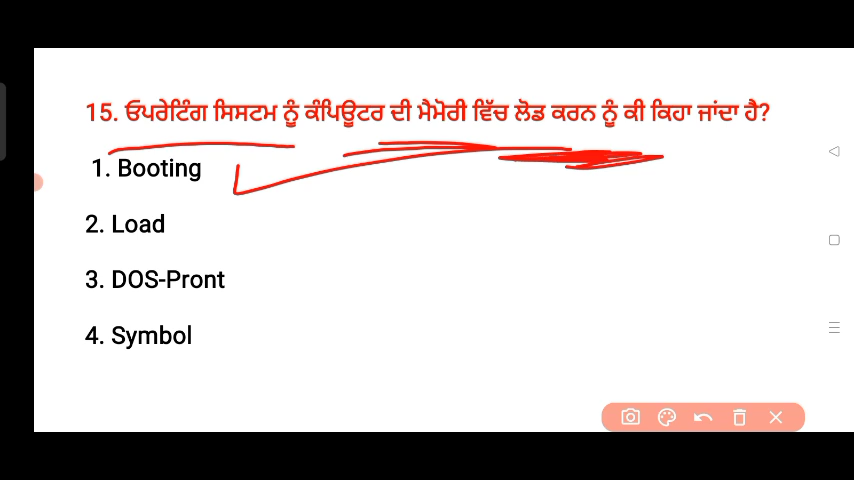 15. ਓਪਰੇਟਿੰਗ ਸਿਸਟਮ ਨੂੰ ਕੰਪਿਊਟਰ ਦੀ ਮੈਮੋਰੀ ਵਿੱਚ ਲੋਡ ਕਰਨ ਨੂੰ ਕੀ ਕਿਹਾ ਜਾਂਦਾ ਹੈ?
1. Booting
2. Load
3. DOS-Pront
4. Symbol